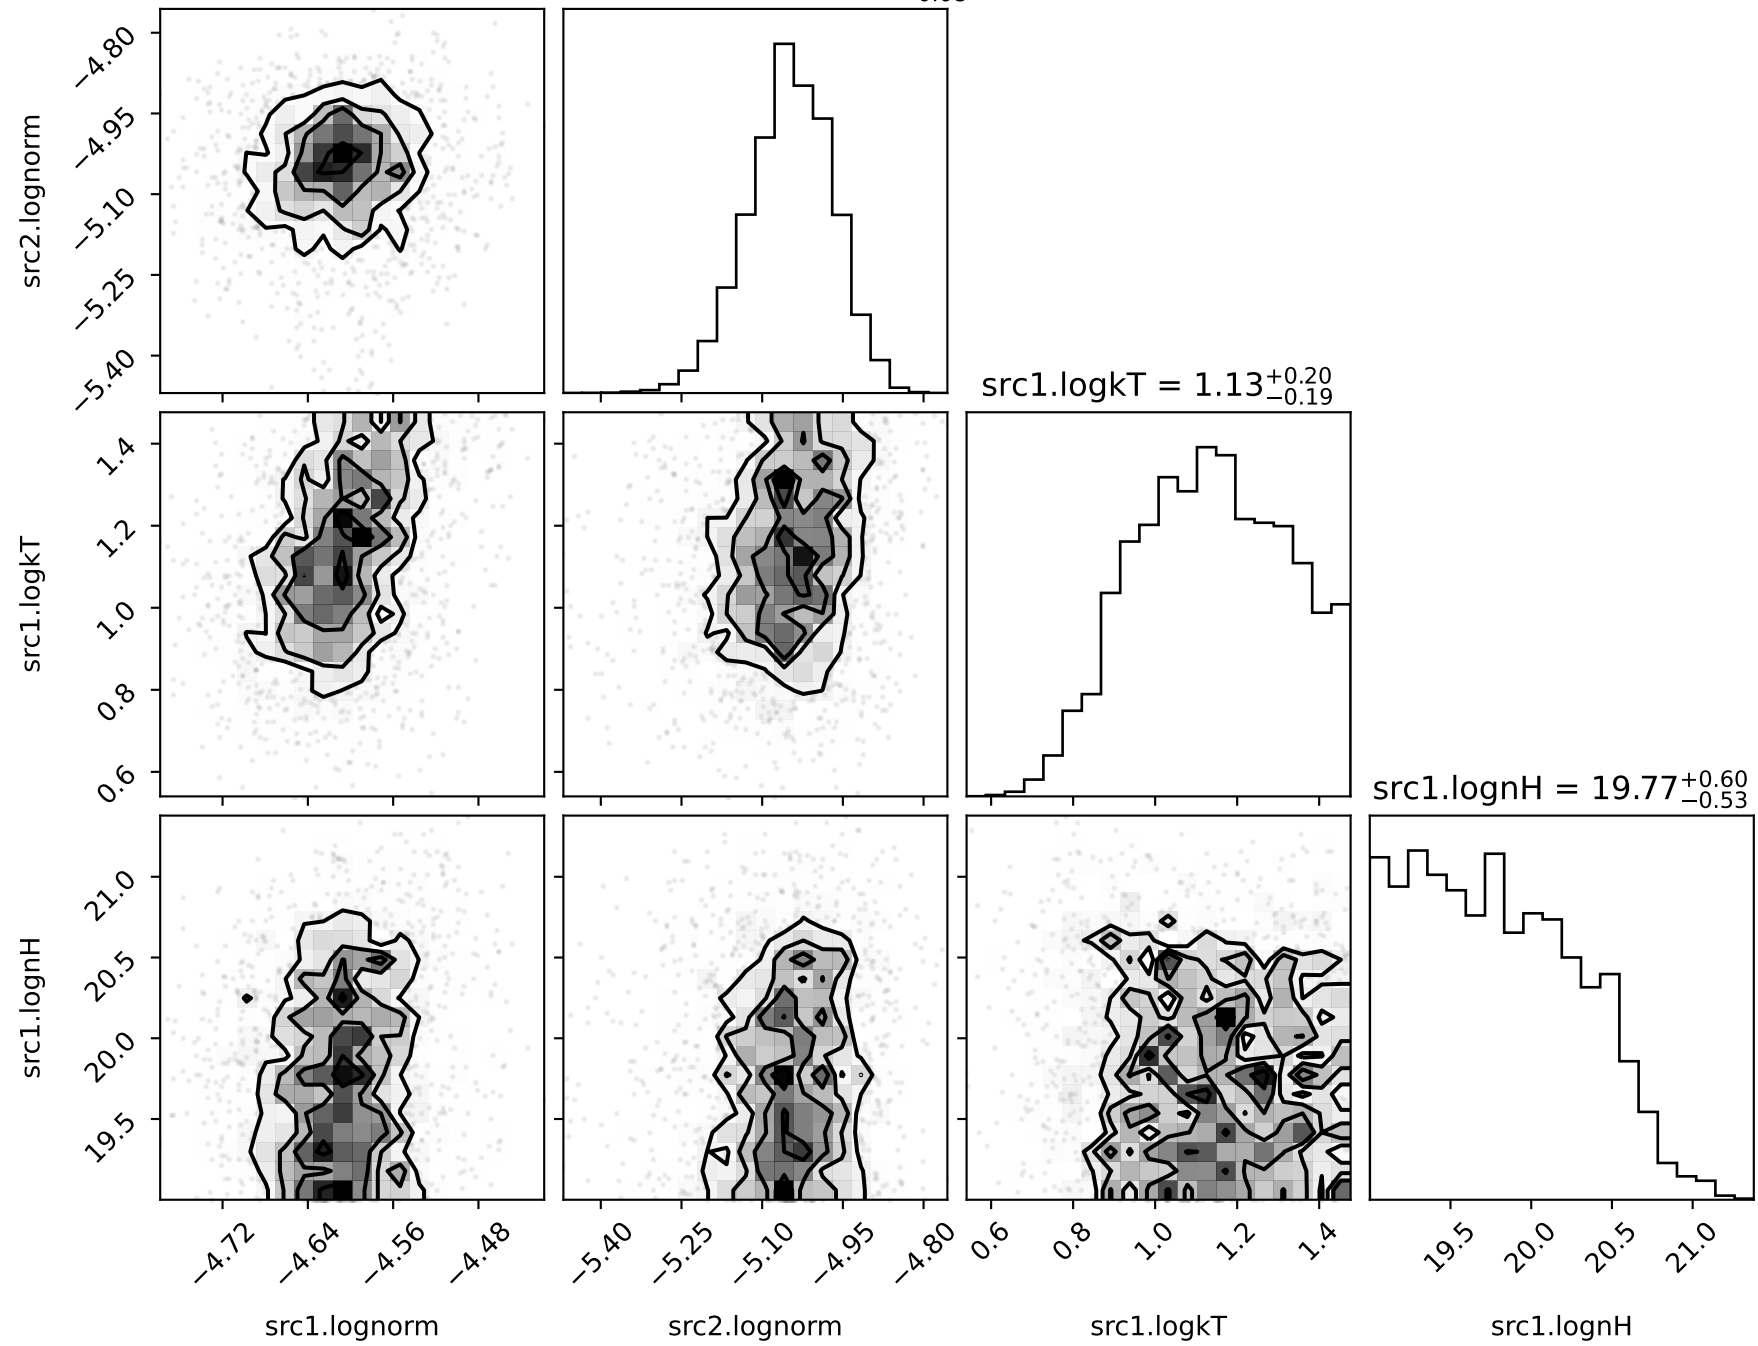 src2.lognorm
−4.80
−4.95
−5.10
−5.25
−5.40
src1.logkT = 1.13+0.20−0.19
src1.logkT
1.4
1.2
1.0
0.8
0.6
src1.lognH = 19.77+0.60−0.53
src1.lognH
21.0
20.5
20.0
19.5
−4.72 −4.64 −4.56 −4.48
−5.40 −5.25 −5.10 −4.95 −4.80
0.6 0.8 1.0 1.2 1.4
19.5 20.0 20.5 21.0
src1.lognorm src2.lognorm src1.logkT src1.lognH